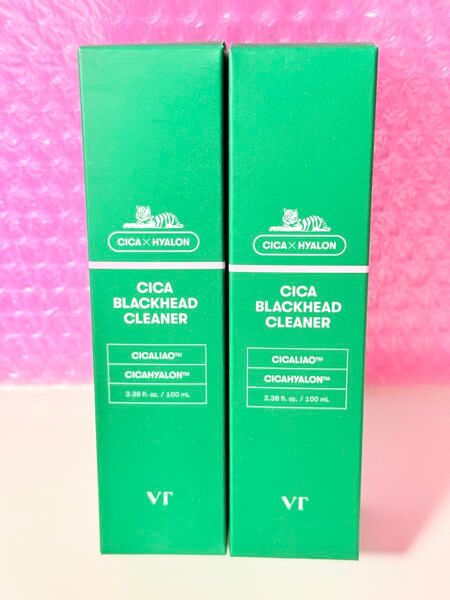 CICA × HYALON
CICA
BLACKHEAD
CLEANER
CICALIAO™
CICAHYALON™
3.38 fl. oz. / 100 mL
VT
CICA × HYALON
CICA
BLACKHEAD
CLEANER
CICALIAO™
CICAHYALON™
3.38 fl. oz. / 100 mL
VT